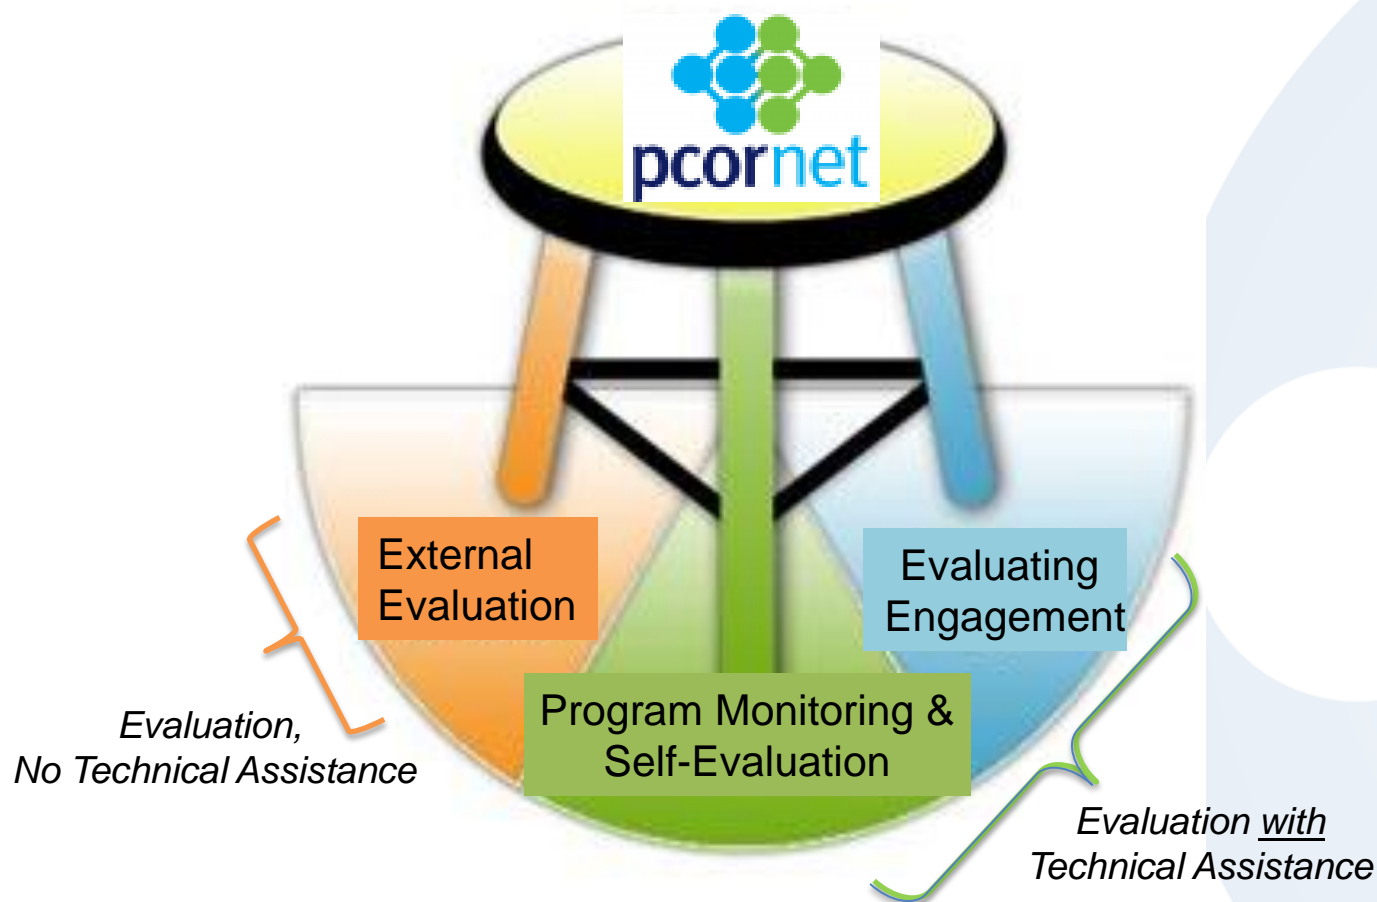 pcornet
External
Evaluation
Evaluating
Engagement
Program Monitoring &
Self-Evaluation
Evaluation,
No Technical Assistance
Evaluation with
Technical Assistance